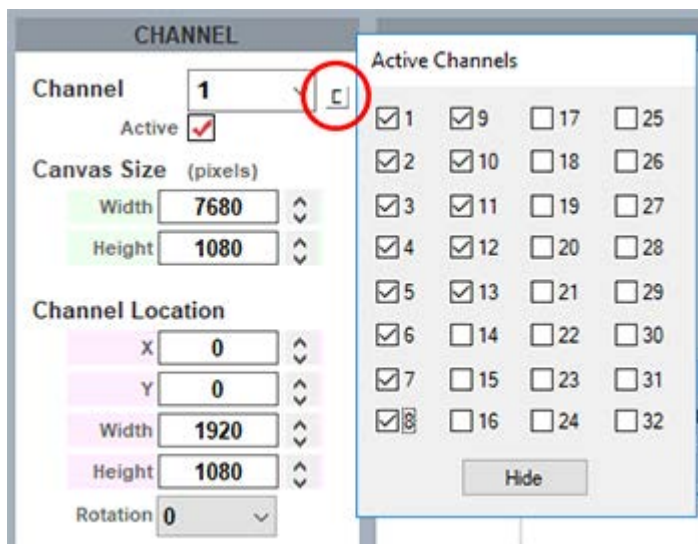 CHANNEL
Channel 1 C
Active
Canvas Size (pixels)
Width 7680
Height 1080
Channel Location
X 0
Y 0
Width 1920
Height 1080
Rotation 0
Active Channels
1 9 17 25
2 10 18 26
3 11 19 27
4 12 20 28
5 13 21 29
6 14 22 30
7 15 23 31
8 16 24 32
Hide